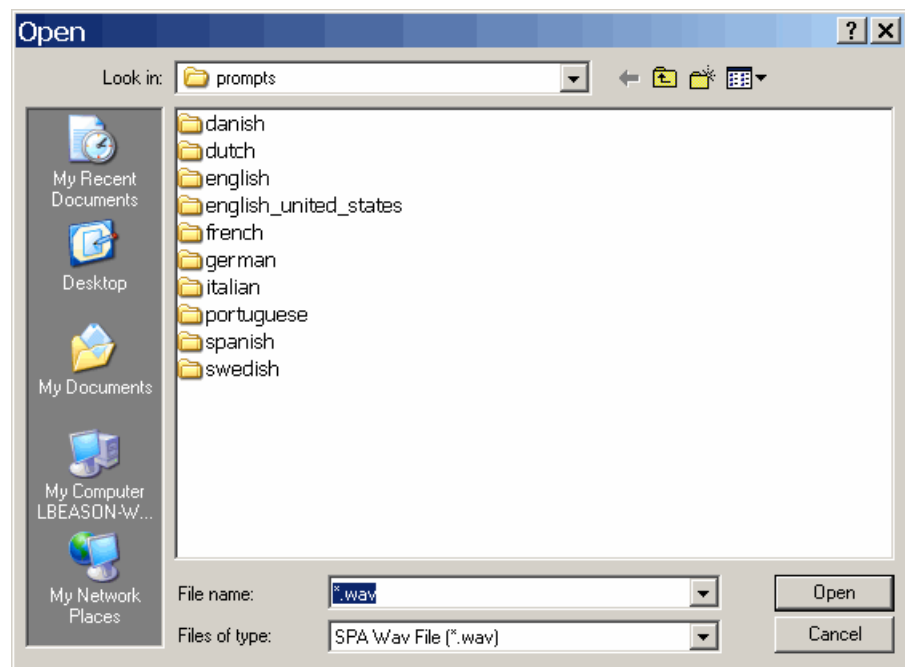 Open
Look in:
prompts
My Recent
Documents
Desktop
My Documents
My Computer
LBEASON-W...
My Network
Places
danish
dutch
english
english_united_states
french
german
italian
portuguese
spanish
swedish
File name:
*.wav
Open
Files of type:
SPA Wav File (*.wav)
Cancel